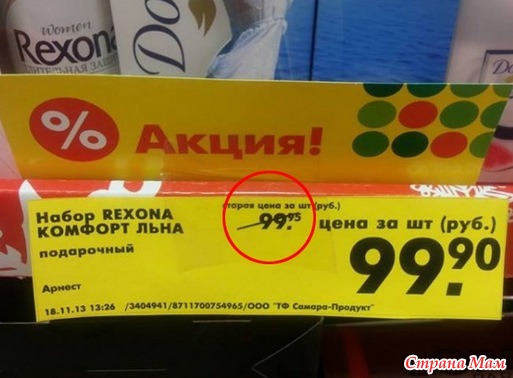 women
Rexona
Do
Do
% Акция!
старая цена за шт (руб.)
99.95
Набор REXONA
КОМФОРТ ЛЬНА
подарочный
цена за шт (руб.)
99.90
Арнест
18.11.13 13:26 /3404941/8711700754965/ООО "ТФ Самара-Продукт"
Страна Мам